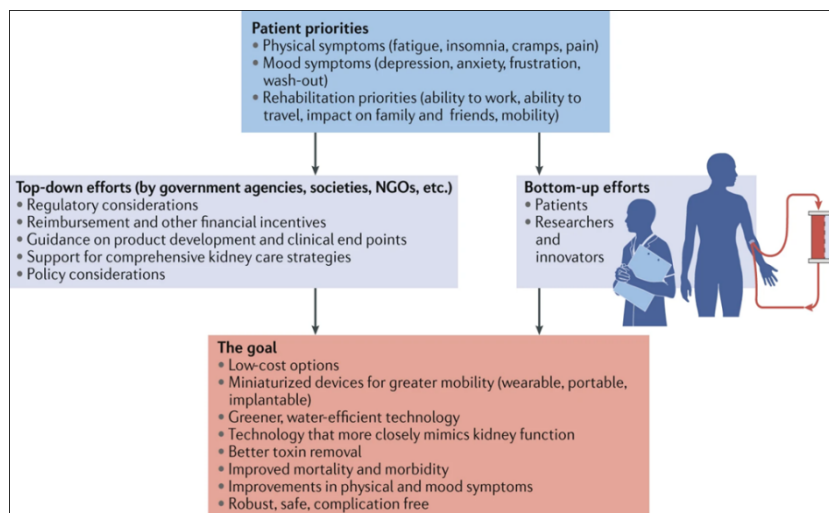 Patient priorities
• Physical symptoms (fatigue, insomnia, cramps, pain)
• Mood symptoms (depression, anxiety, frustration,
wash-out)
• Rehabilitation priorities (ability to work, ability to
travel, impact on family and friends, mobility)
Top-down efforts (by government agencies, societies, NGOs, etc.)
• Regulatory considerations
• Reimbursement and other financial incentives
• Guidance on product development and clinical end points
• Support for comprehensive kidney care strategies
• Policy considerations
Bottom-up efforts
• Patients
• Researchers
and
innovators
The goal
• Low-cost options
• Miniaturized devices for greater mobility (wearable, portable,
implantable)
• Greener, water-efficient technology
• Technology that more closely mimics kidney function
• Better toxin removal
• Improved mortality and morbidity
• Improvements in physical and mood symptoms
• Robust, safe, complication free